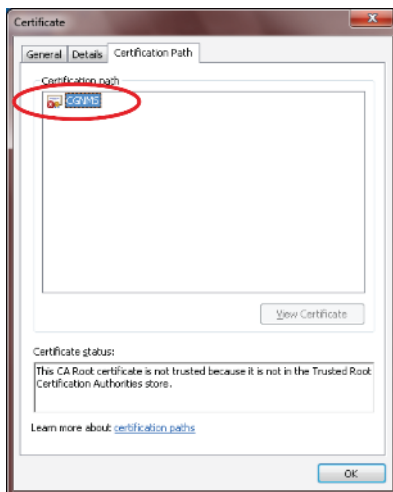 Certificate
General Details Certification Path
Certification path
CGNMS
View Certificate
Certificate status:
This CA Root certificate is not trusted because it is not in the Trusted Root
Certification Authorities store.
Learn more about certification paths
OK